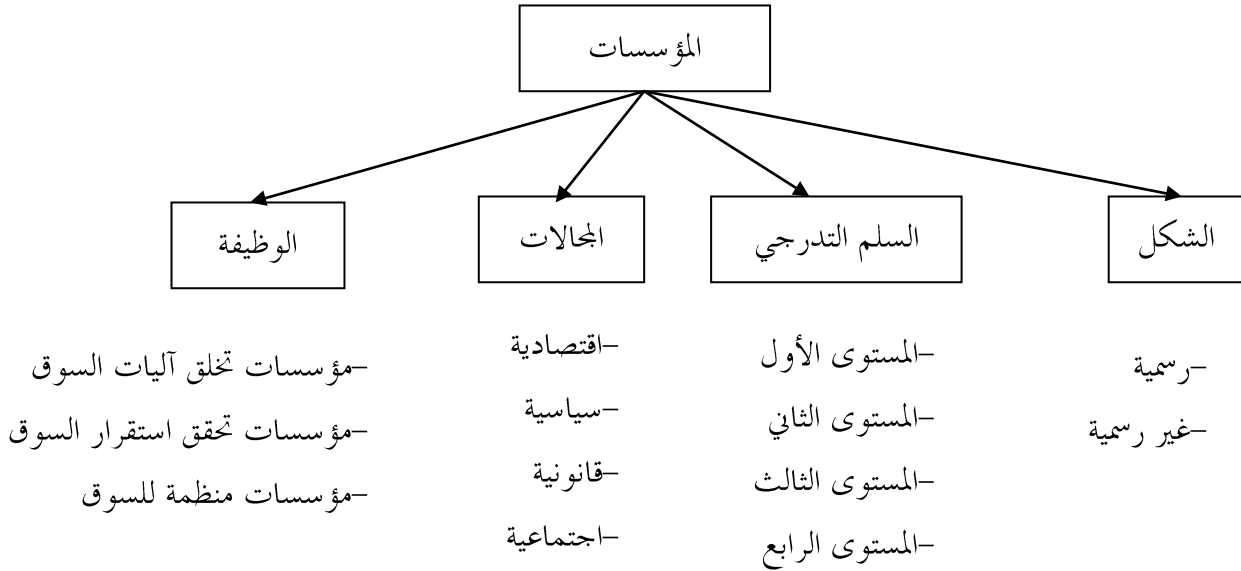 المؤسسات
الشكل
–رسمية
–غير رسمية
السلم التدرجي
–المستوى الأول
–المستوى الثاني
–المستوى الثالث
–المستوى الرابع
المجالات
–اقتصادية
–سياسية
–قانونية
–اجتماعية
الوظيفة
–مؤسسات تخلق آليات السوق
–مؤسسات تحقق استقرار السوق
–مؤسسات منظمة للسوق